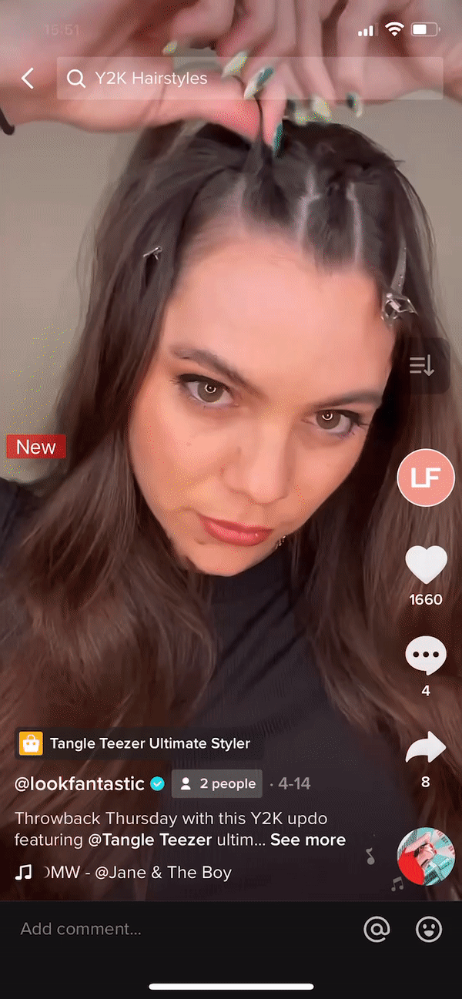 15:51
Y2K Hairstyles
New
LF
1660
4
Tangle Teezer Ultimate Styler
@lookfantastic 2 people · 4-14
8
Throwback Thursday with this Y2K updo
featuring @Tangle Teezer ultim... See more
OMW - @Jane & The Boy
Add comment...